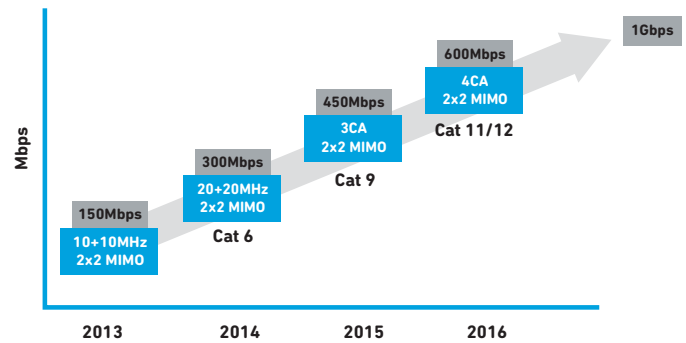 1Gbps
600Mbps
4CA
2x2 MIMO
Cat 11/12
450Mbps
3CA
2x2 MIMO
Cat 9
300Mbps
20+20MHz
2x2 MIMO
Cat 6
150Mbps
10+10MHz
2x2 MIMO
Mbps
2013
2014
2015
2016